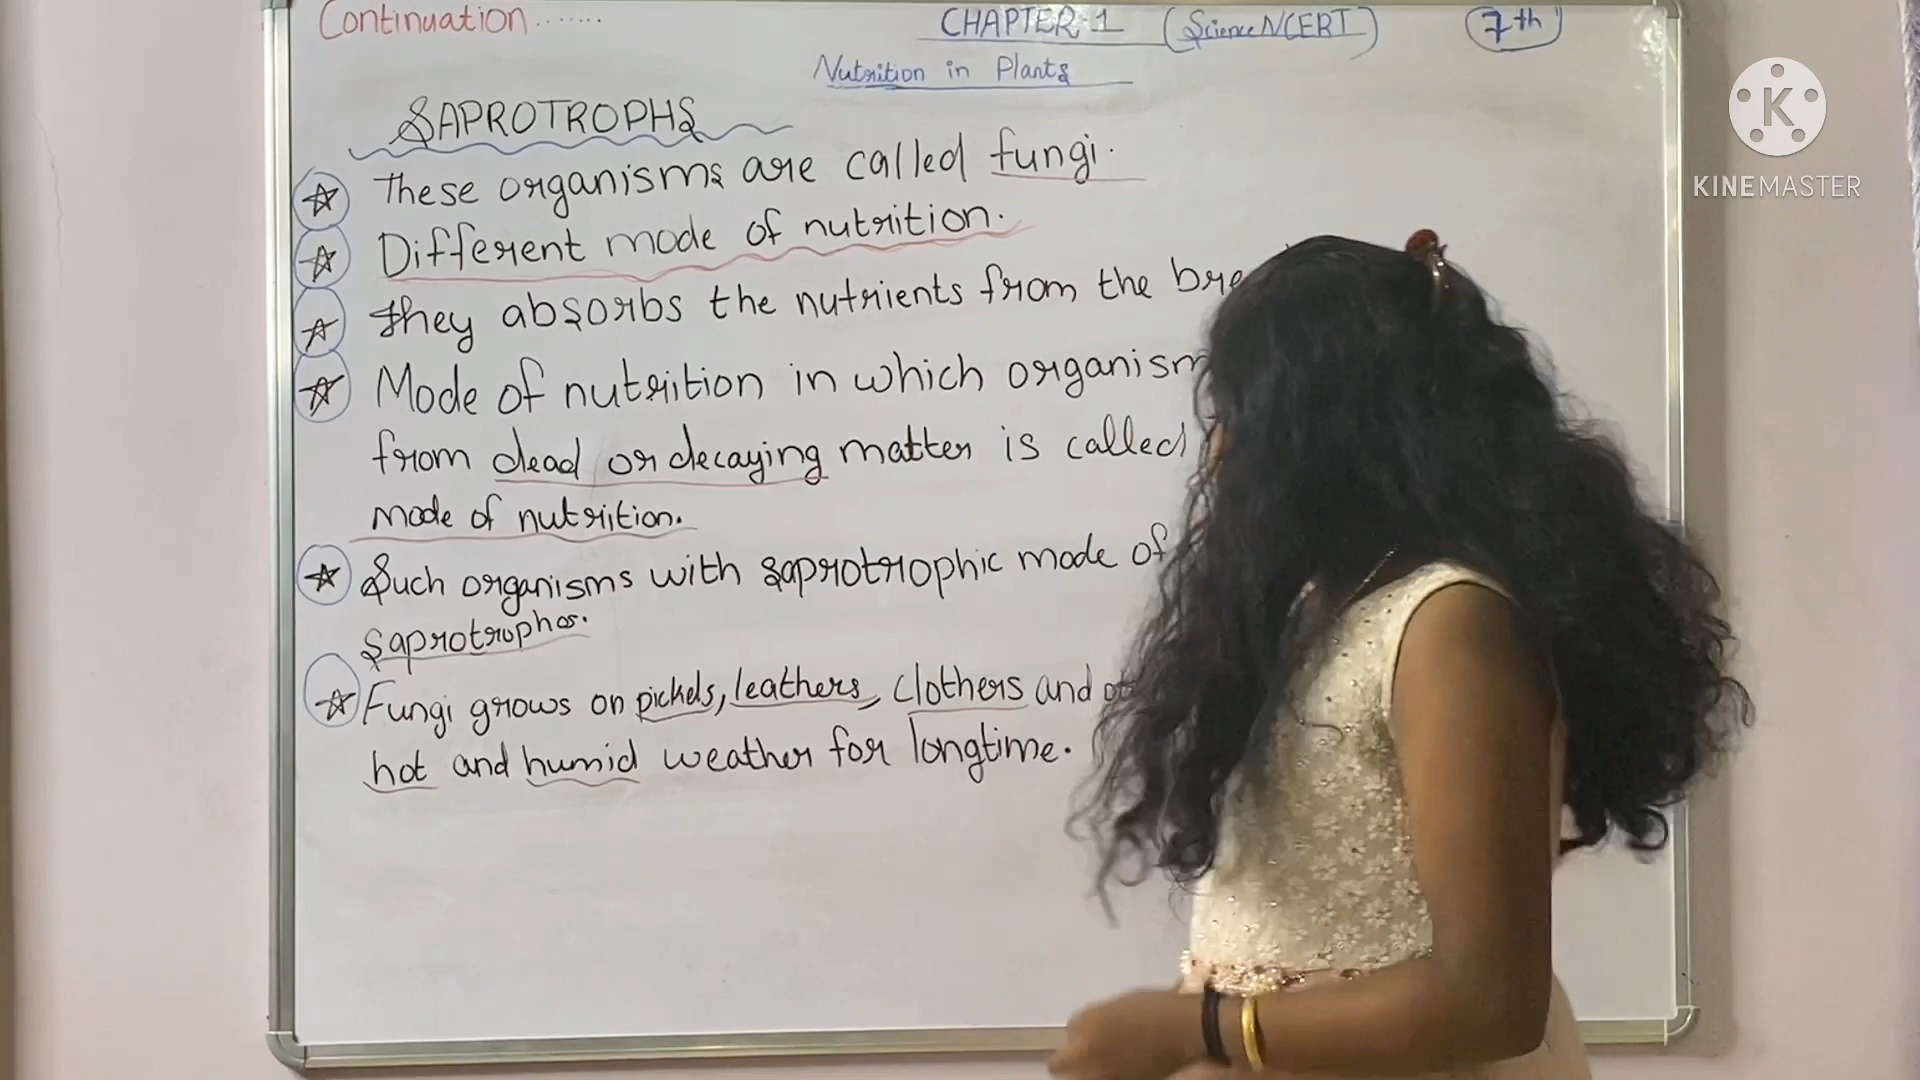 Continuation.......
CHAPTER-1 (Science NCERT) 7th
Nutrition in Plants
SAPROTROPHS
These organisms are called fungi.
Different mode of nutrition.
they absorbs the nutrients from the bre
Mode of nutrition in which organism
from dead or decaying matter is called
mode of nutrition.
Such organisms with saprotrophic mode of
saprotrophos.
Fungi grows on pickels, leathers, clothers and
hot and humid weather for longtime.
K
KINEMASTER